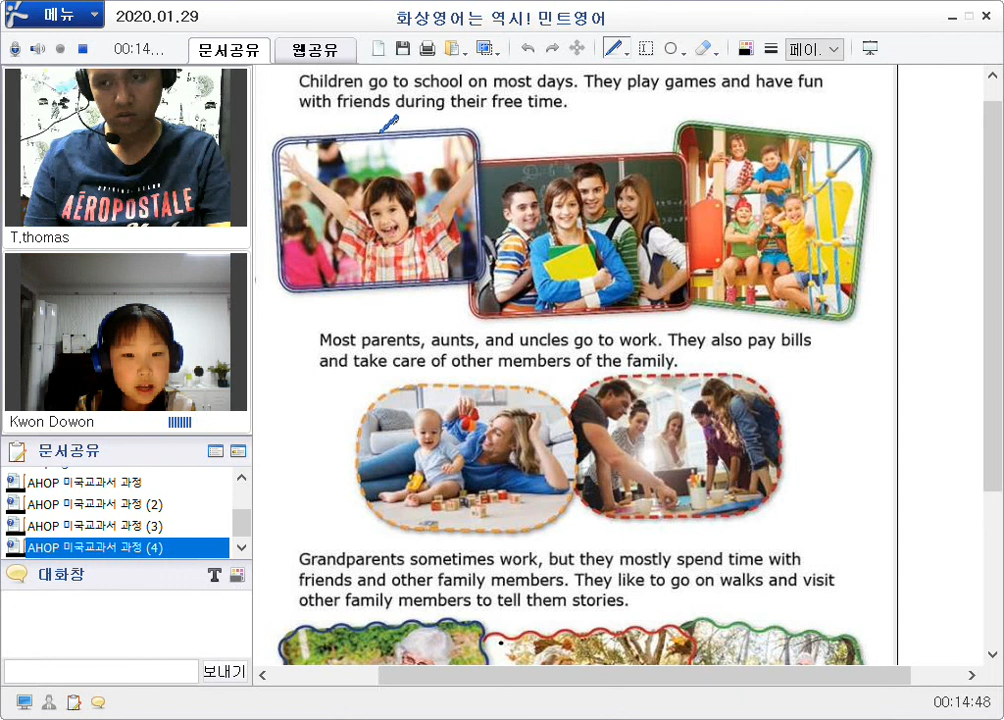 메뉴
2020.01.29
화상영어는 역시! 민트영어
00:14...
문서공유
웹공유
페이.
T.thomas
AÉROPOSTALE
Kwon Dowon
문서공유
AHOP 미국교과서 과정
AHOP 미국교과서 과정 (2)
AHOP 미국교과서 과정 (3)
AHOP 미국교과서 과정 (4)
대화창
보내기
Children go to school on most days. They play games and have fun
with friends during their free time.
Most parents, aunts, and uncles go to work. They also pay bills
and take care of other members of the family.
Grandparents sometimes work, but they mostly spend time with
friends and other family members. They like to go on walks and visit
other family members to tell them stories.
00:14:48